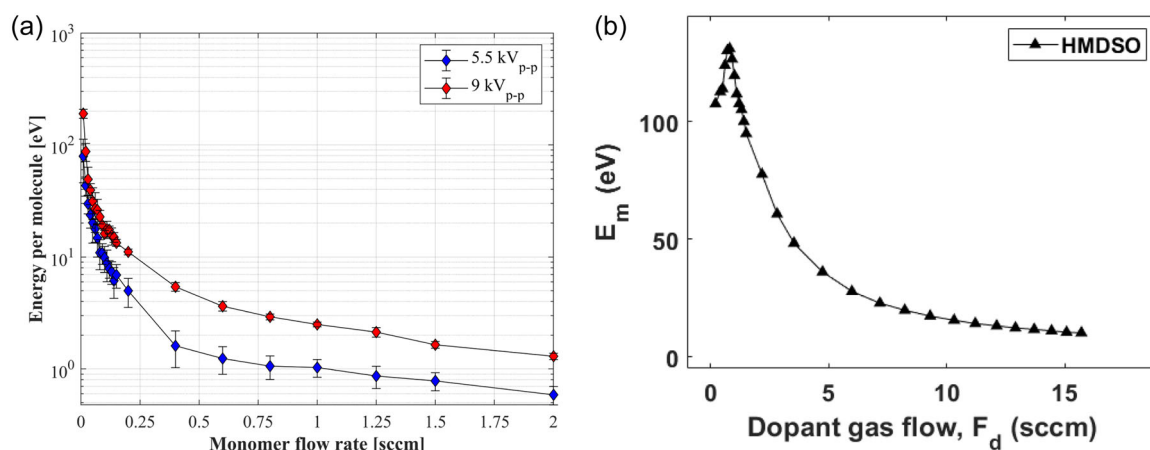 (a)
Energy per molecule [eV]
10³
10²
10¹
10⁰
5.5 kVp-p
9 kVp-p
0 0.25 0.5 0.75 1 1.25 1.5 1.75 2
Monomer flow rate [sccm]
(b)
Eₘ (eV)
100
50
0
HMDSO
0 5 10 15
Dopant gas flow, F_d (sccm)